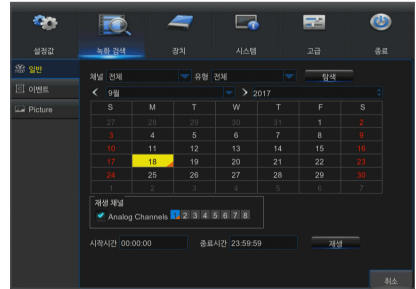 설정값 녹화 검색 장치 시스템 고급 종료
일반
이벤트
Picture
채널 전체 유형 전체 탐색
9월 2017
S M T W T F S
27 28 29 30 31 1 2
3 4 5 6 7 8 9
10 11 12 13 14 15 16
17 18 19 20 21 22 23
24 25 26 27 28 29 30
1 2 3 4 5 6 7
재생 채널
Analog Channels 1 2 3 4 5 6 7 8
시작시간 00:00:00 종료시간 23:59:59 재생
취소